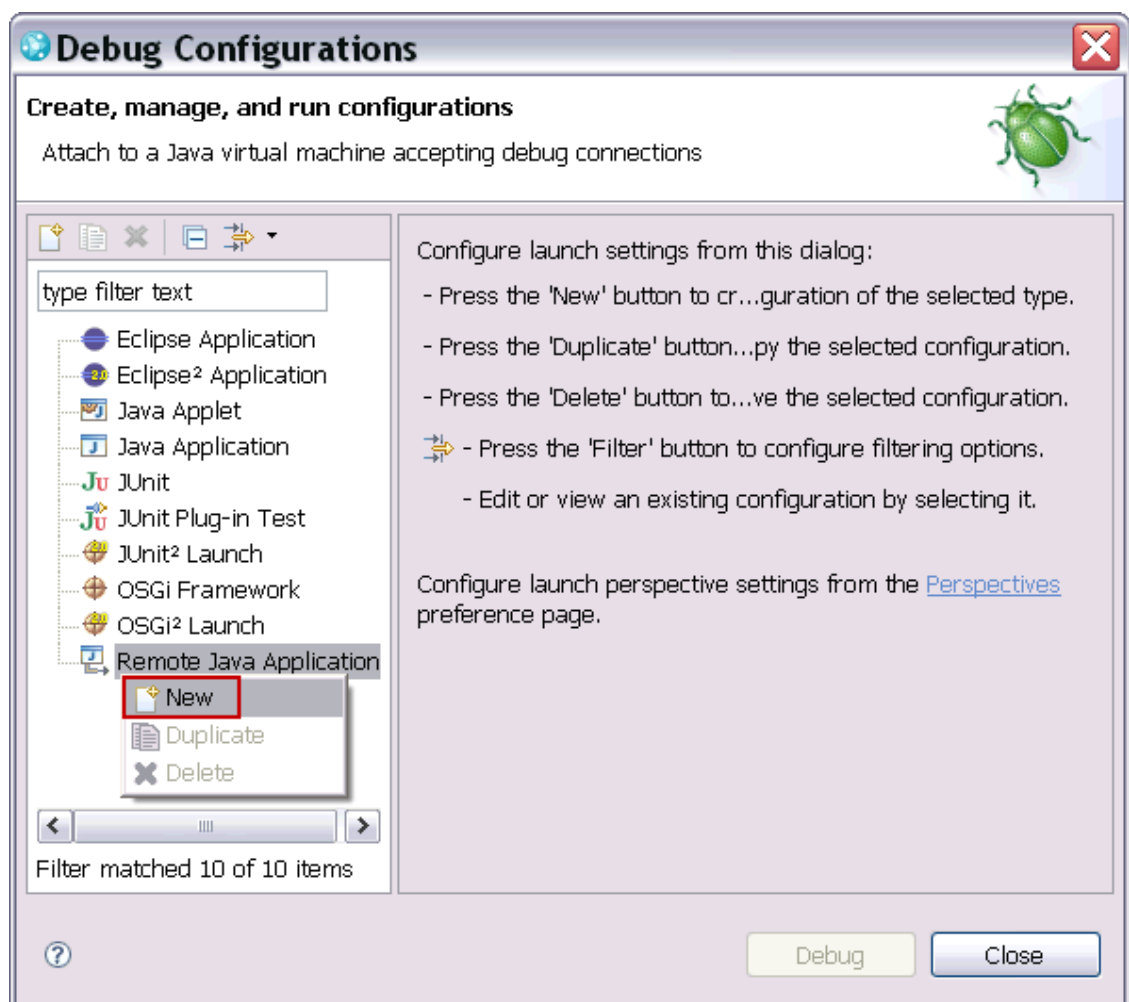 Debug Configurations
Create, manage, and run configurations
Attach to a Java virtual machine accepting debug connections
type filter text
Eclipse Application
Eclipse² Application
Java Applet
Java Application
JUnit
JUnit Plug-in Test
JUnit² Launch
OSGi Framework
OSGi² Launch
Remote Java Application
New
Duplicate
Delete
Filter matched 10 of 10 items
Configure launch settings from this dialog:
- Press the 'New' button to cr...guration of the selected type.
- Press the 'Duplicate' button...py the selected configuration.
- Press the 'Delete' button to...ve the selected configuration.
- Press the 'Filter' button to configure filtering options.
- Edit or view an existing configuration by selecting it.
Configure launch perspective settings from the Perspectives
preference page.
Debug
Close